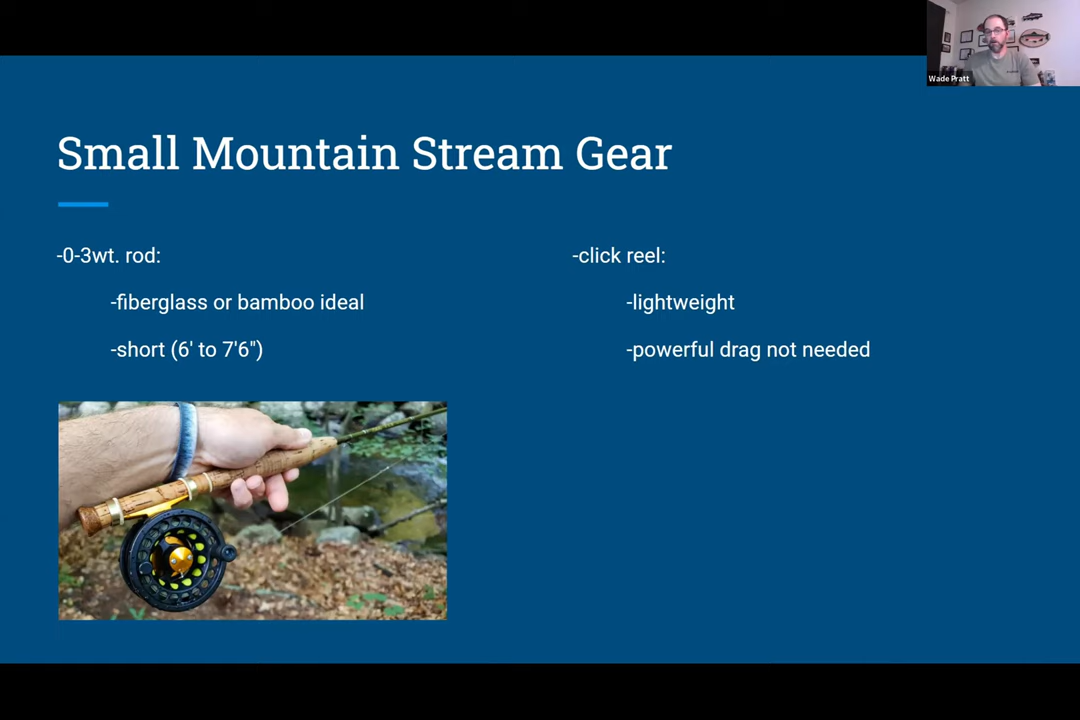 Wade Pratt
Small Mountain Stream Gear
-0-3wt. rod:
-fiberglass or bamboo ideal
-short (6' to 7'6")
-click reel:
-lightweight
-powerful drag not needed